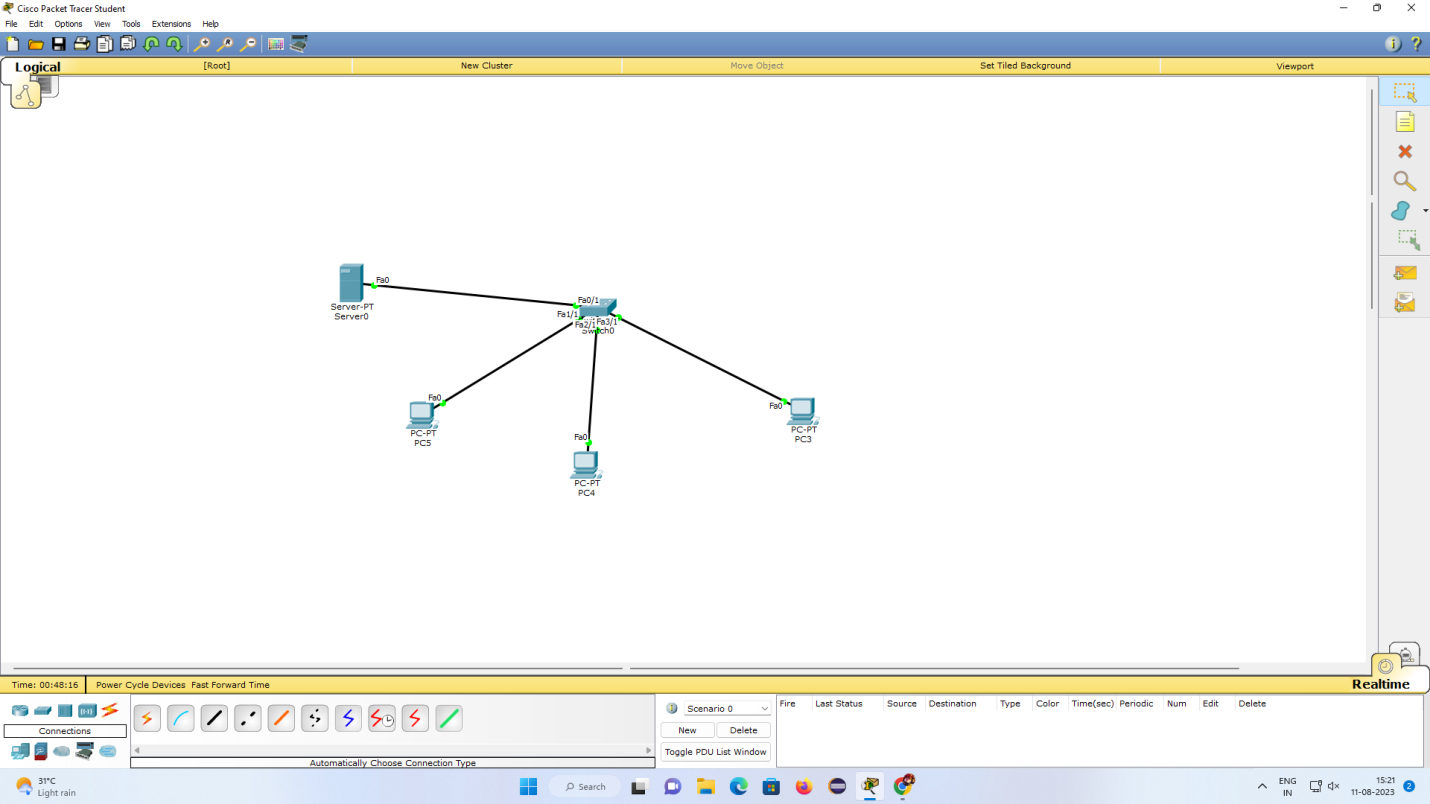 Cisco Packet Tracer Student
File Edit Options View Tools Extensions Help
Logical [Root] New Cluster Move Object Set Tiled Background Viewport
Fa0
Server-PT
Server0
Fa0/1
Fa1/1
Fa2/1 Fa3/1
Switch0
Fa0
PC-PT
PC5
Fa0
PC-PT
PC4
Fa0
PC-PT
PC3
Time: 00:48:16 Power Cycle Devices Fast Forward Time
Realtime
Connections
Automatically Choose Connection Type
Scenario 0
New Delete
Toggle PDU List Window
Fire Last Status Source Destination Type Color Time(sec) Periodic Num Edit Delete
31°C
Light rain
Search
ENG
IN
15:21
11-08-2023
2